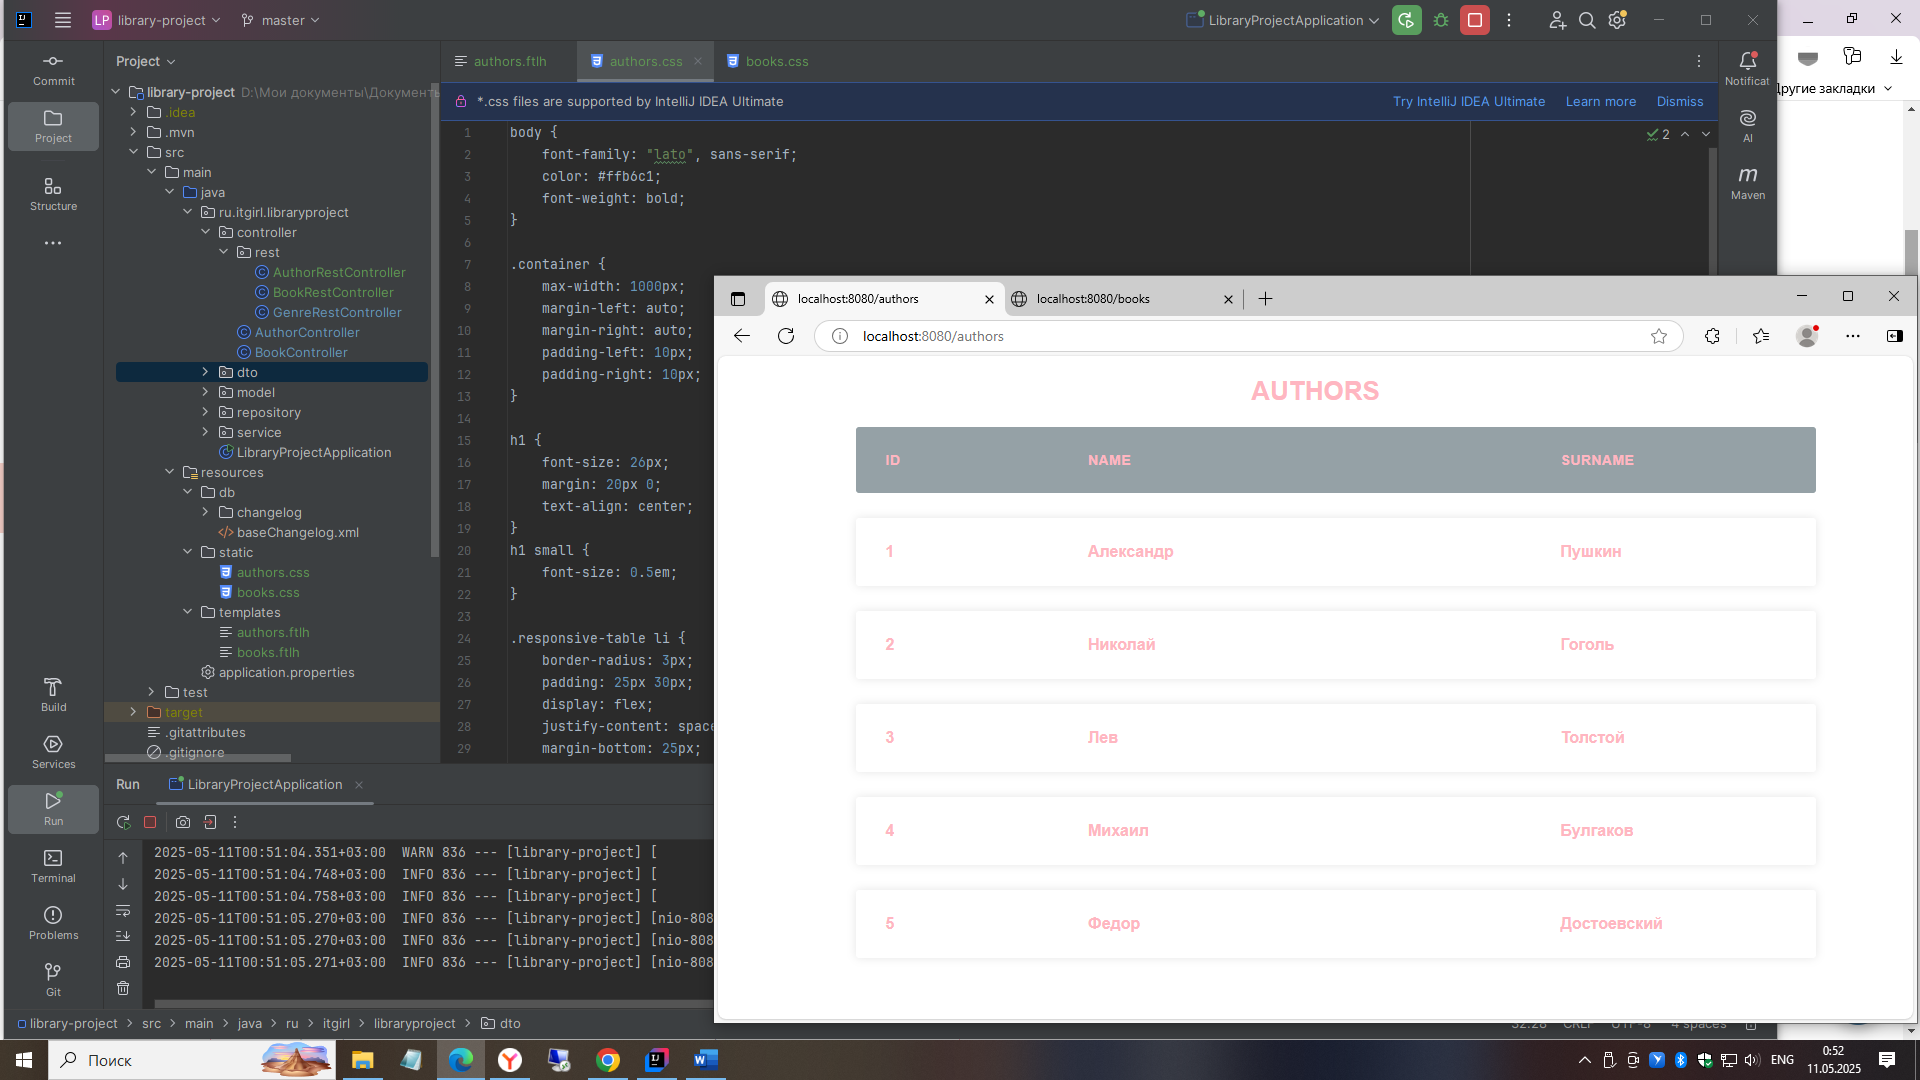 LP library-project master LibraryProjectApplication
Commit
Project
Structure
Project
library-project D:\Мои документы\Документы
.idea
.mvn
src
main
java
ru.itgirl.libraryproject
controller
rest
AuthorRestController
BookRestController
GenreRestController
AuthorController
BookController
dto
model
repository
service
LibraryProjectApplication
resources
db
changelog
baseChangelog.xml
static
authors.css
books.css
templates
authors.ftlh
books.ftlh
application.properties
test
target
.gitattributes
.gitignore
authors.ftlh authors.css books.css
*.css files are supported by IntelliJ IDEA Ultimate Try IntelliJ IDEA Ultimate Learn more Dismiss
2
1 body {
2 font-family: "lato", sans-serif;
3 color: #ffb6c1;
4 font-weight: bold;
5 }
6
7 .container {
8 max-width: 1000px;
9 margin-left: auto;
10 margin-right: auto;
11 padding-left: 10px;
12 padding-right: 10px;
13 }
14
15 h1 {
16 font-size: 26px;
17 margin: 20px 0;
18 text-align: center;
19 }
20 h1 small {
21 font-size: 0.5em;
22 }
23
24 .responsive-table li {
25 border-radius: 3px;
26 padding: 25px 30px;
27 display: flex;
28 justify-content: space
29 margin-bottom: 25px;
Notificat
AI
m
Maven
Другие закладки
localhost:8080/authors localhost:8080/books
localhost:8080/authors
AUTHORS
ID NAME SURNAME
1 Александр Пушкин
2 Николай Гоголь
3 Лев Толстой
4 Михаил Булгаков
5 Федор Достоевский
Build
Services
Run
Terminal
Problems
Git
Run LibraryProjectApplication
2025-05-11T00:51:04.351+03:00 WARN 836 --- [library-project] [
2025-05-11T00:51:04.748+03:00 INFO 836 --- [library-project] [
2025-05-11T00:51:04.758+03:00 INFO 836 --- [library-project] [
2025-05-11T00:51:05.270+03:00 INFO 836 --- [library-project] [nio-808
2025-05-11T00:51:05.270+03:00 INFO 836 --- [library-project] [nio-808
2025-05-11T00:51:05.271+03:00 INFO 836 --- [library-project] [nio-808
library-project > src > main > java > ru > itgirl > libraryproject > dto
32:28 CRLF UTF-8 4 spaces
Поиск
ENG
0:52
11.05.2025